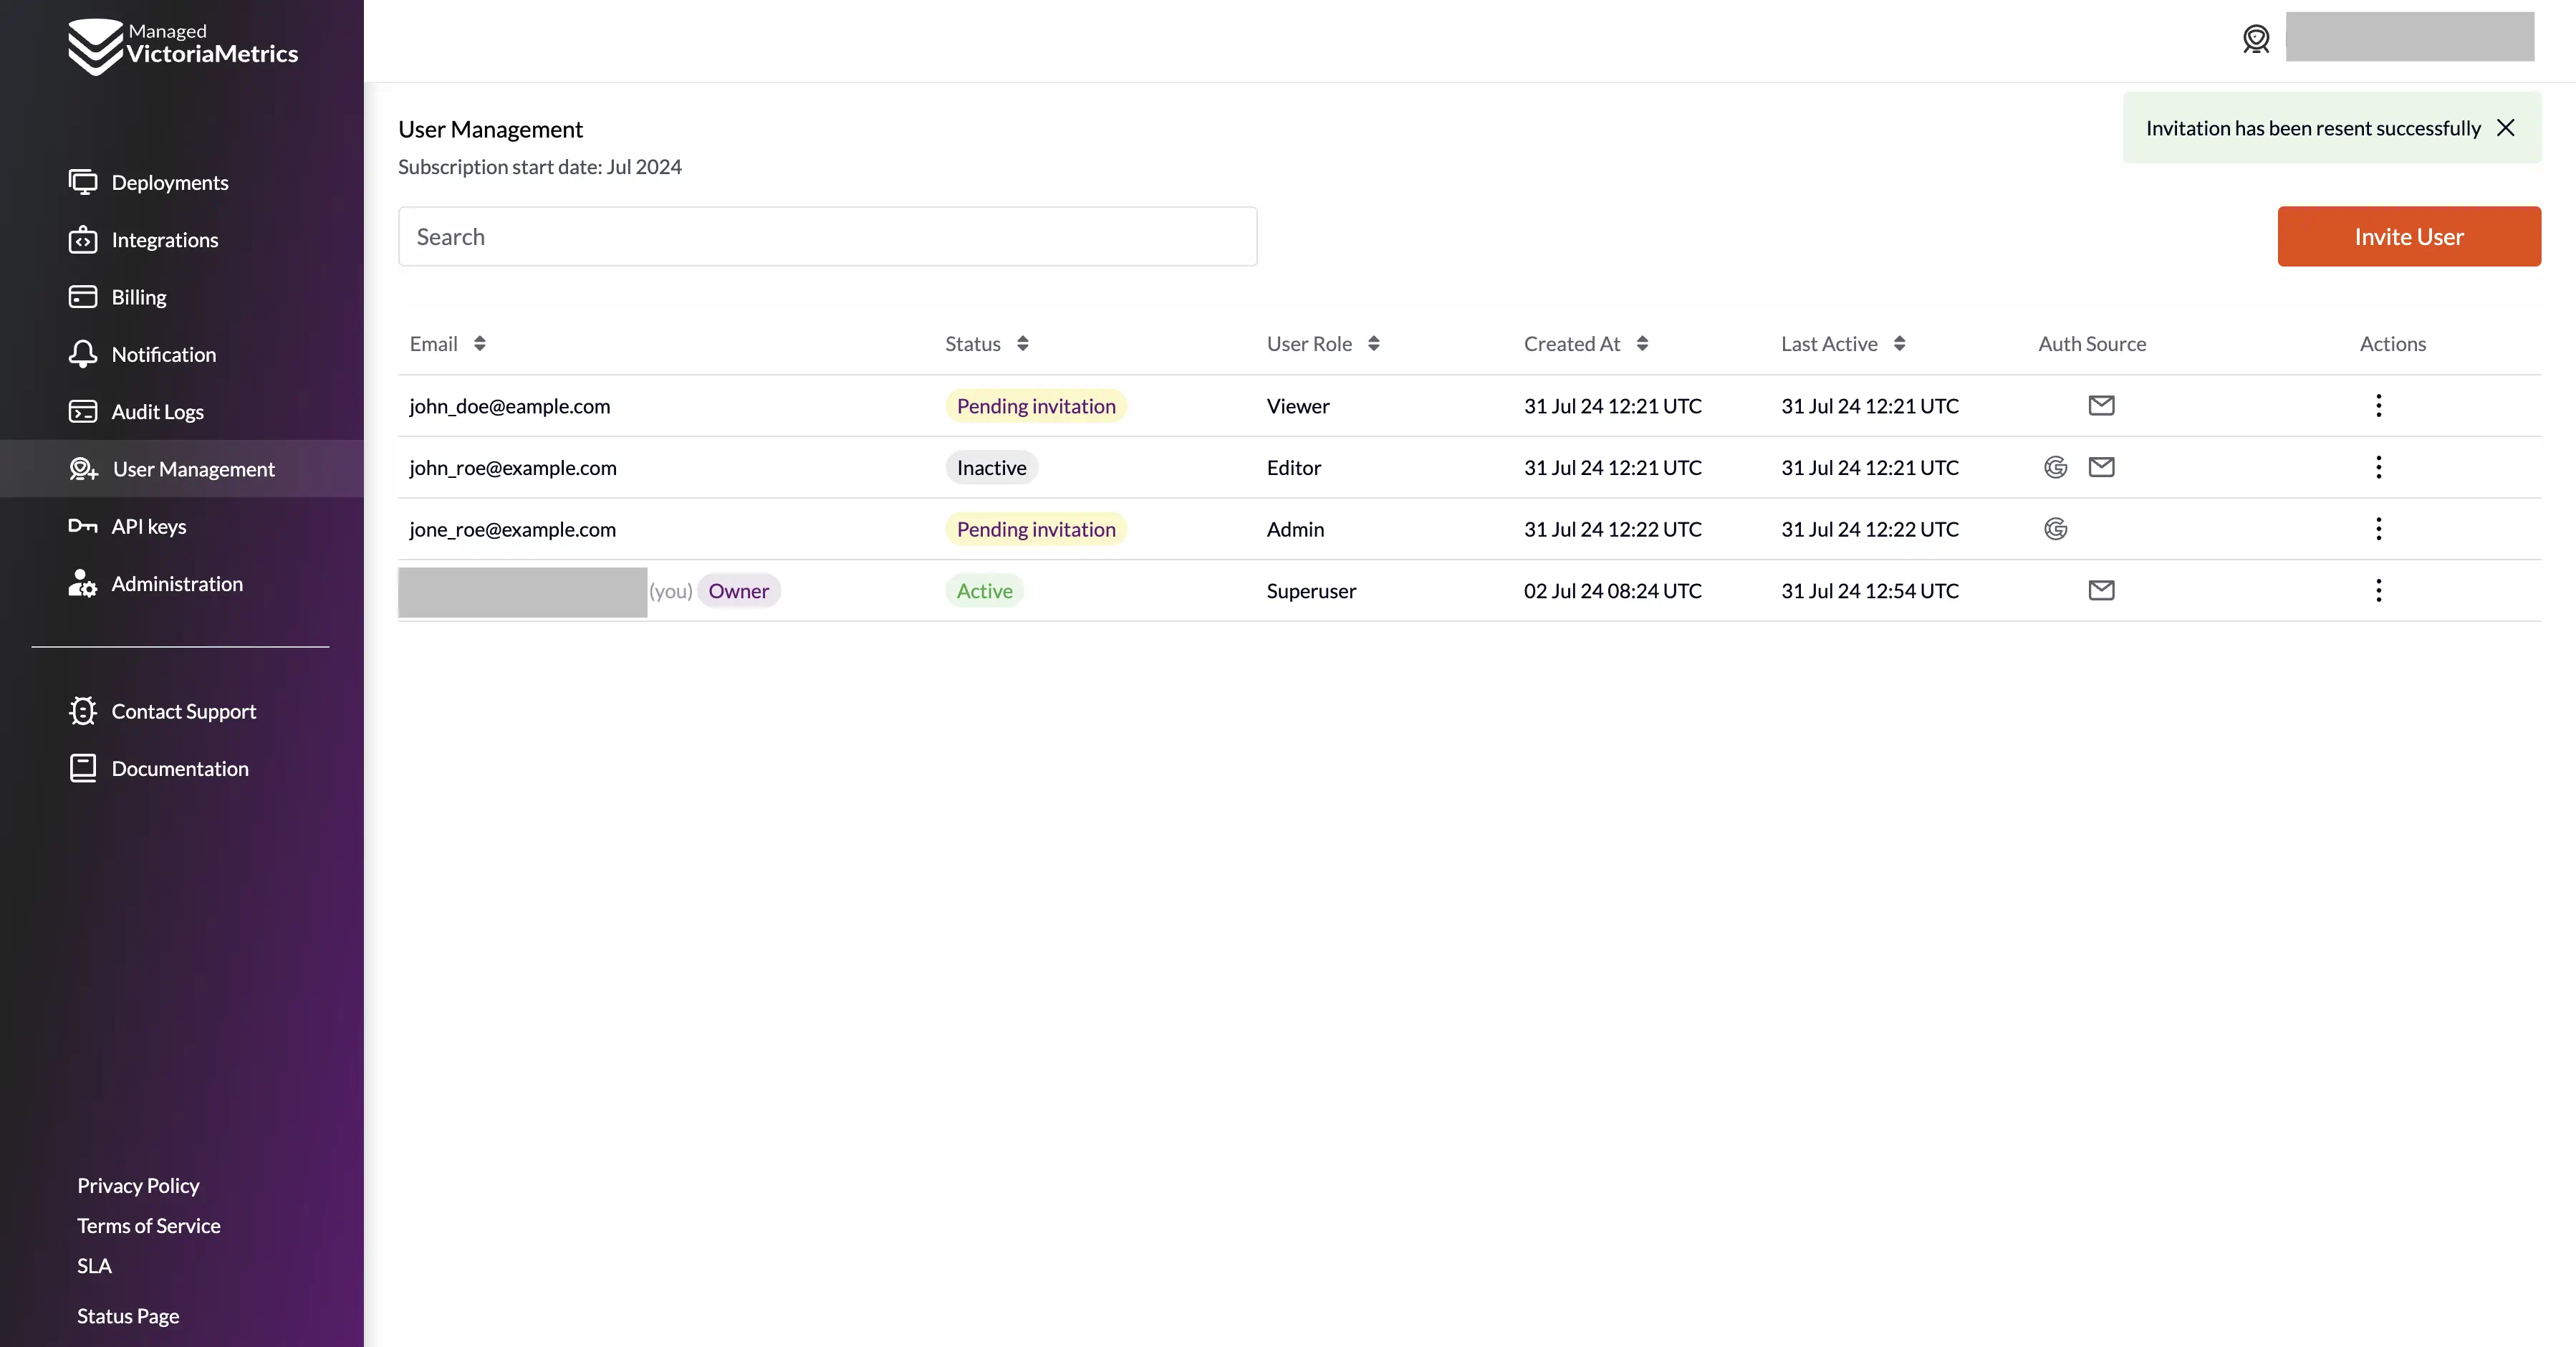 Managed
VictoriaMetrics
Deployments
Integrations
Billing
Notification
Audit Logs
User Management
API keys
Administration
Contact Support
Documentation
Privacy Policy
Terms of Service
SLA
Status Page
User Management
Subscription start date: Jul 2024
Invitation has been resent successfully
Search
Invite User
Email Status User Role Created At Last Active Auth Source Actions
john_doe@eample.com Pending invitation Viewer 31 Jul 24 12:21 UTC 31 Jul 24 12:21 UTC
john_roe@example.com Inactive Editor 31 Jul 24 12:21 UTC 31 Jul 24 12:21 UTC
jone_roe@example.com Pending invitation Admin 31 Jul 24 12:22 UTC 31 Jul 24 12:22 UTC
(you) Owner Active Superuser 02 Jul 24 08:24 UTC 31 Jul 24 12:54 UTC